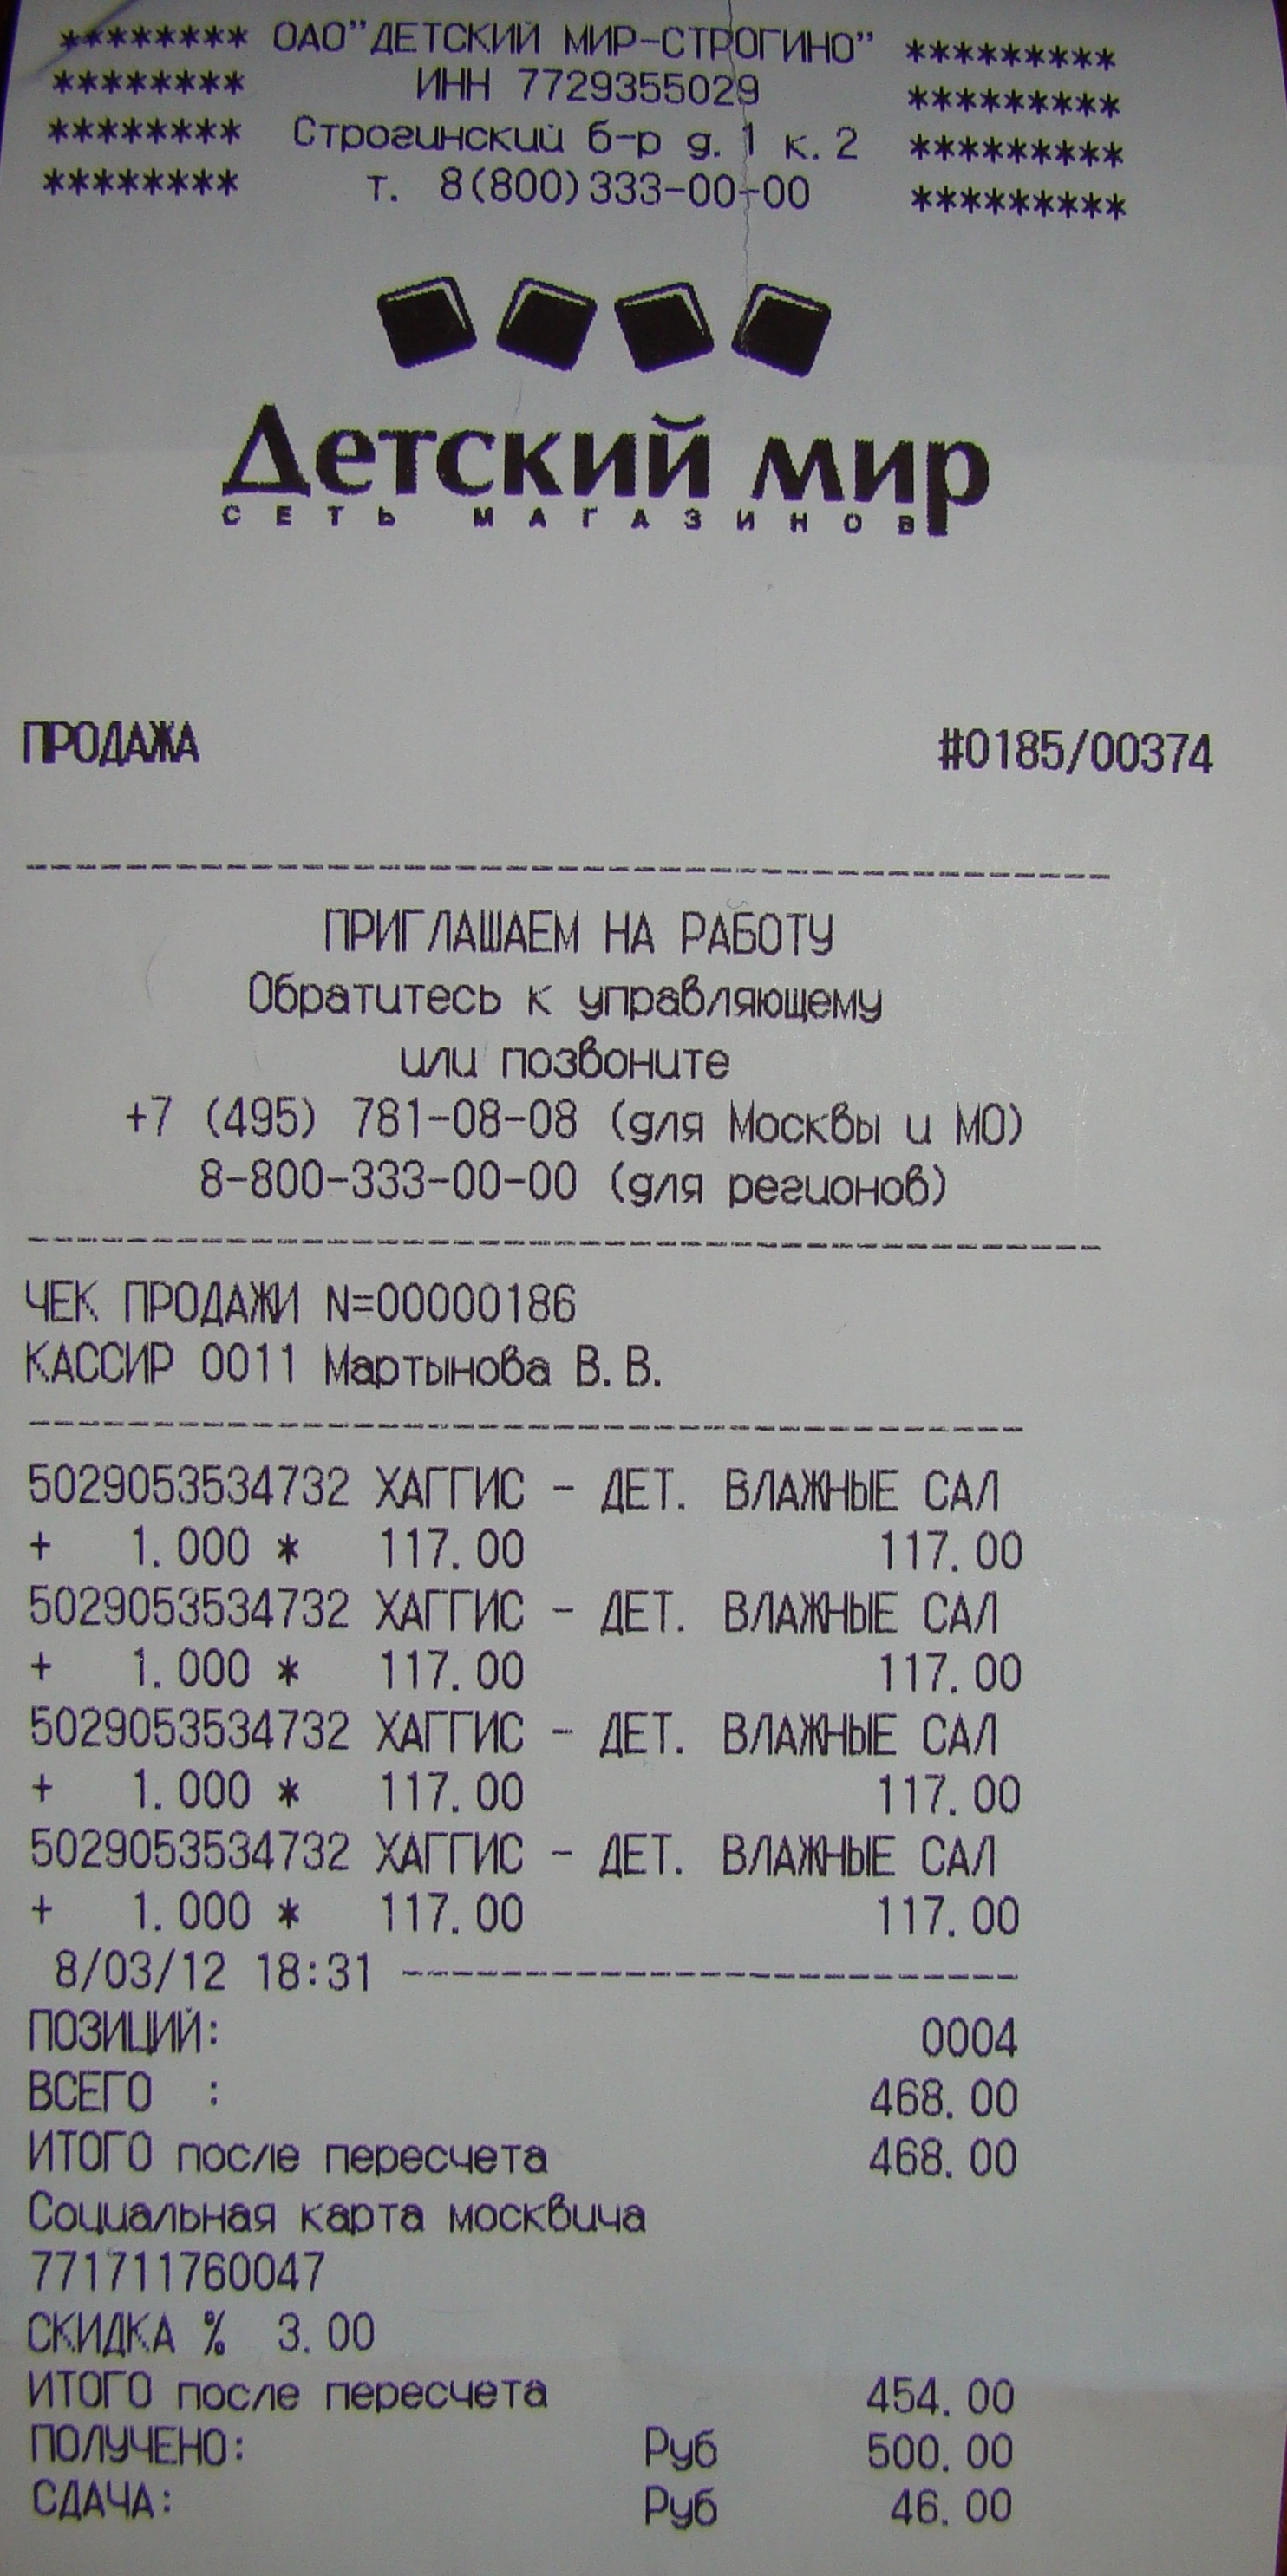 ******** ОАО"ДЕТСКИЙ МИР-СТРОГИНО" *********
******** ИНН 7729355029 *********
******** Строгинский б-р д. 1 к. 2 *********
******** т. 8(800)333-00-00 *********
Детский мир
СЕТЬ МАГАЗИНОВ
ПРОДАЖА #0185/00374
ПРИГЛАШАЕМ НА РАБОТУ
Обратитесь к управляющему
или позвоните
+7 (495) 781-08-08 (для Москвы и МО)
8-800-333-00-00 (для регионов)
ЧЕК ПРОДАЖИ N=00000186
КАССИР 0011 Мартынова В.В.
5029053534732 ХАГГИС - ДЕТ. ВЛАЖНЫЕ САЛ
+ 1.000 * 117.00 117.00
5029053534732 ХАГГИС - ДЕТ. ВЛАЖНЫЕ САЛ
+ 1.000 * 117.00 117.00
5029053534732 ХАГГИС - ДЕТ. ВЛАЖНЫЕ САЛ
+ 1.000 * 117.00 117.00
5029053534732 ХАГГИС - ДЕТ. ВЛАЖНЫЕ САЛ
+ 1.000 * 117.00 117.00
8/03/12 18:31 -------------------------
ПОЗИЦИЙ: 0004
ВСЕГО : 468.00
ИТОГО после пересчета 468.00
Социальная карта москвича
771711760047
СКИДКА % 3.00
ИТОГО после пересчета 454.00
ПОЛУЧЕНО: Руб 500.00
СДАЧА: Руб 46.00